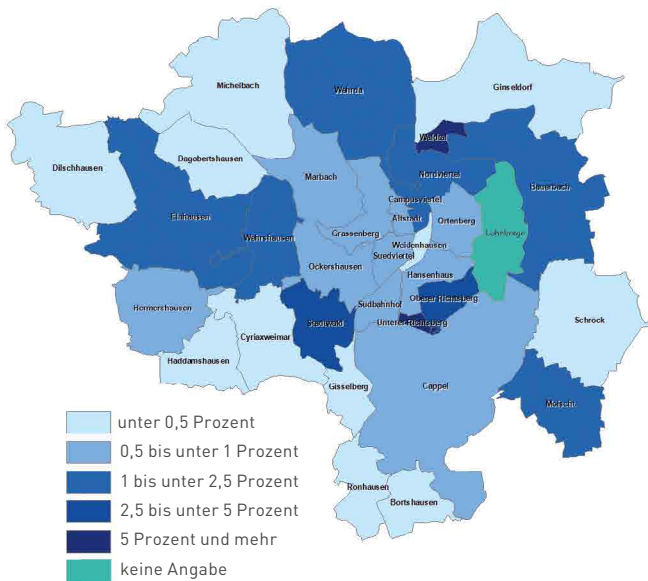 Michelbach
Wehrda
Ginseldorf
Waldtal
Dilschhausen
Dagobertshausen
Marbach
Nordviertel
Bauerbach
Campusviertel
Elnhausen
Altstadt
Ortenberg
Wehrshausen
Grassenberg
Lahnberge
Weidenhausen
Suedviertel
Ockershausen
Hansenhaus
Hermershausen
Südbahnhof
Oberer Richtsberg
Stadtwald
Unterer Richtsberg
Schröck
Cyriaxweimar
Haddamshausen
Gisselberg
Cappel
Moischt
unter 0,5 Prozent
0,5 bis unter 1 Prozent
1 bis unter 2,5 Prozent
Ronhausen
Bortshausen
2,5 bis unter 5 Prozent
5 Prozent und mehr
keine Angabe